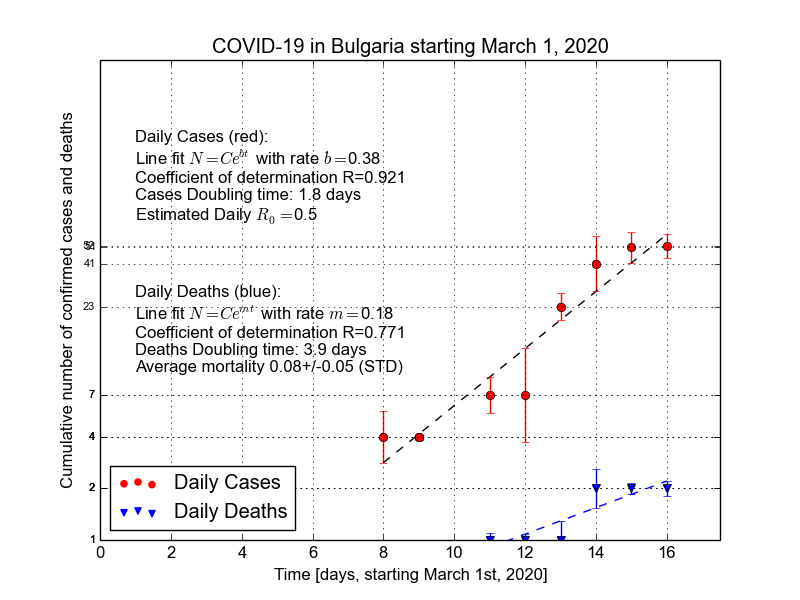 COVID-19 in Bulgaria starting March 1, 2020
Cumulative number of confirmed cases and deaths
Daily Cases (red):
Line fit N=Ce^{bt} with rate b=0.38
Coefficient of determination R=0.921
Cases Doubling time: 1.8 days
Estimated Daily R_0=0.5
41
Daily Deaths (blue):
Line fit N=Ce^{mt} with rate m=0.18
23
Coefficient of determination R=0.771
Deaths Doubling time: 3.9 days
Average mortality 0.08+/-0.05 (STD)
7
4
2
1
Daily Cases
Daily Deaths
0 2 4 6 8 10 12 14 16
Time [days, starting March 1st, 2020]